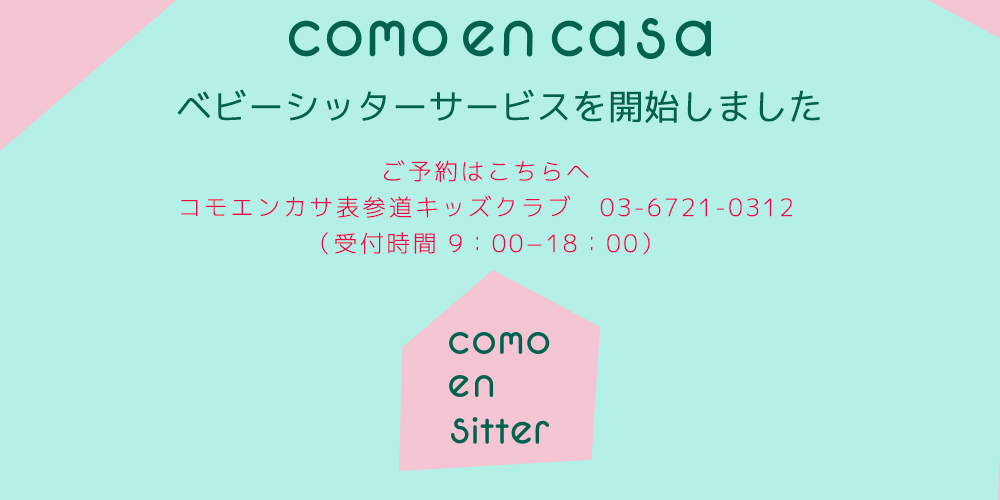 como en casa
ベビーシッターサービスを開始しました
ご予約はこちらへ
コモエンカサ表参道キッズクラブ　03-6721-0312
（受付時間 9：00−18：00）
como
en
sitter